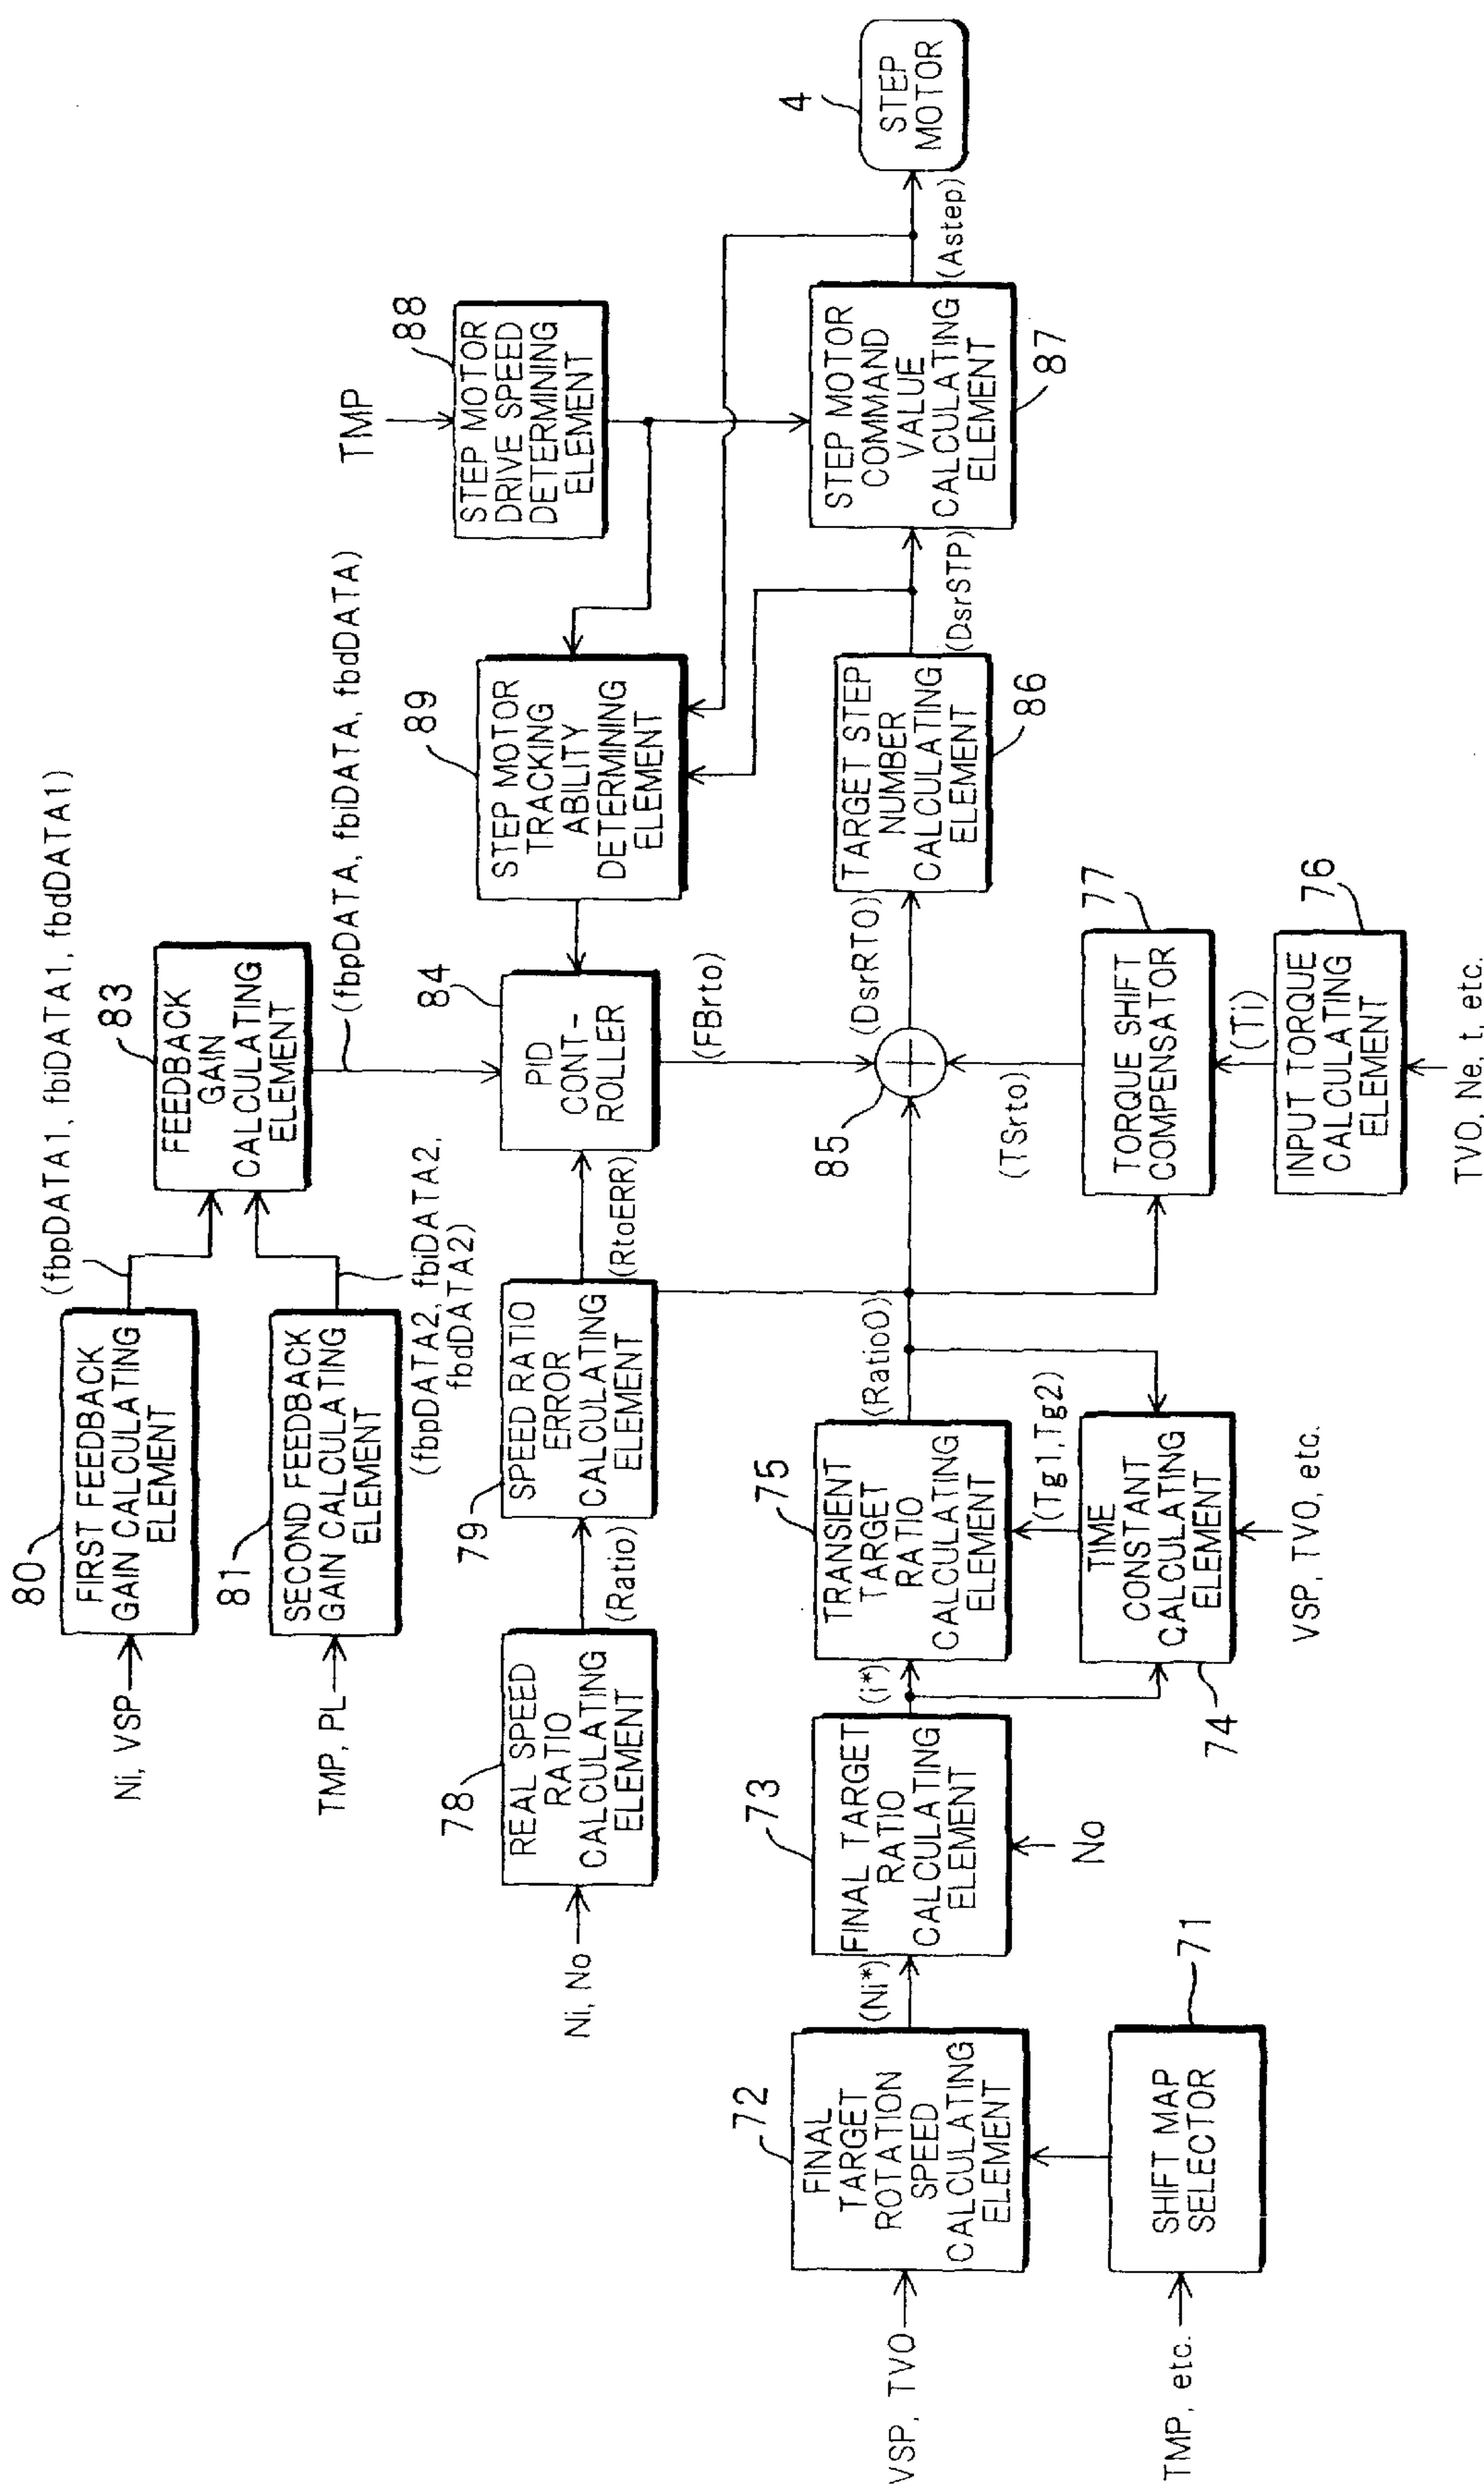 80
Ni, VSP
FIRST FEEDBACK
GAIN CALCULATING
ELEMENT
(fbpDATA1, fbiDATA1, fbdDATA1)
81
TMP, PL
SECOND FEEDBACK
GAIN CALCULATING
ELEMENT
(fbpDATA2, fbiDATA2,
fbdDATA2)
83
FEEDBACK
GAIN
CALCULATING
ELEMENT
(fbpDATA, fbiDATA, fbdDATA)
TMP
88
STEP MOTOR
DRIVE SPEED
DETERMINING
ELEMENT
78
Ni, No
REAL SPEED
RATIO
CALCULATING
ELEMENT
(Ratio)
79
SPEED RATIO
ERROR
CALCULATING
ELEMENT
(RtoERR)
84
PID
CONT-
ROLLER
(FBrto)
89
STEP MOTOR
TRACKING
ABILITY
DETERMINING
ELEMENT
72
VSP, TVO
FINAL
TARGET
ROTATION
SPEED
CALCULATING
ELEMENT
(Ni*)
73
FINAL TARGET
RATIO
CALCULATING
ELEMENT
No
(i*)
75
TRANSIENT
TARGET
RATIO
CALCULATING
ELEMENT
(Ratio0)
85
(DsrRTO)
TARGET STEP
NUMBER
CALCULATING
ELEMENT
86
(DsrSTP)
STEP MOTOR
COMMAND
VALUE
CALCULATING
ELEMENT
87
(Astep)
4
STEP
MOTOR
71
TMP, etc.
SHIFT MAP
SELECTOR
(Tg1,Tg2)
TIME
CONSTANT
CALCULATING
ELEMENT
74
VSP, TVO, etc.
(TSrto)
77
TORQUE SHIFT
COMPENSATOR
(Ti)
76
INPUT TORQUE
CALCULATING
ELEMENT
TVO, Ne, t, etc.